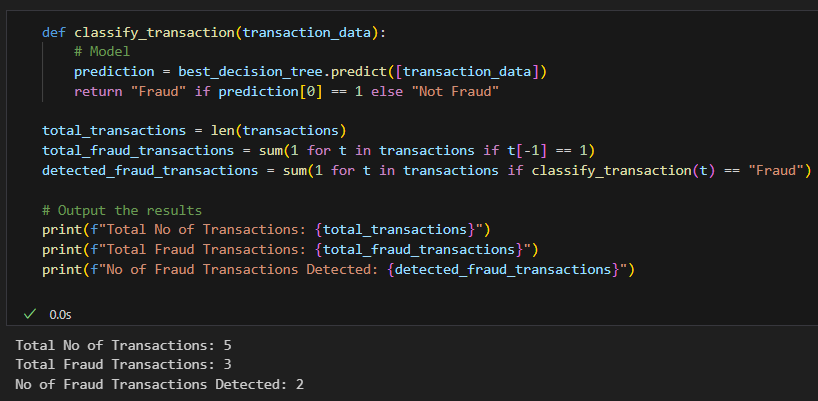 def classify_transaction(transaction_data):
    # Model
    prediction = best_decision_tree.predict([transaction_data])
    return "Fraud" if prediction[0] == 1 else "Not Fraud"
total_transactions = len(transactions)
total_fraud_transactions = sum(1 for t in transactions if t[-1] == 1)
detected_fraud_transactions = sum(1 for t in transactions if classify_transaction(t) == "Fraud")
# Output the results
print(f"Total No of Transactions: {total_transactions}")
print(f"Total Fraud Transactions: {total_fraud_transactions}")
print(f"No of Fraud Transactions Detected: {detected_fraud_transactions}")
0.0s
Total No of Transactions: 5
Total Fraud Transactions: 3
No of Fraud Transactions Detected: 2